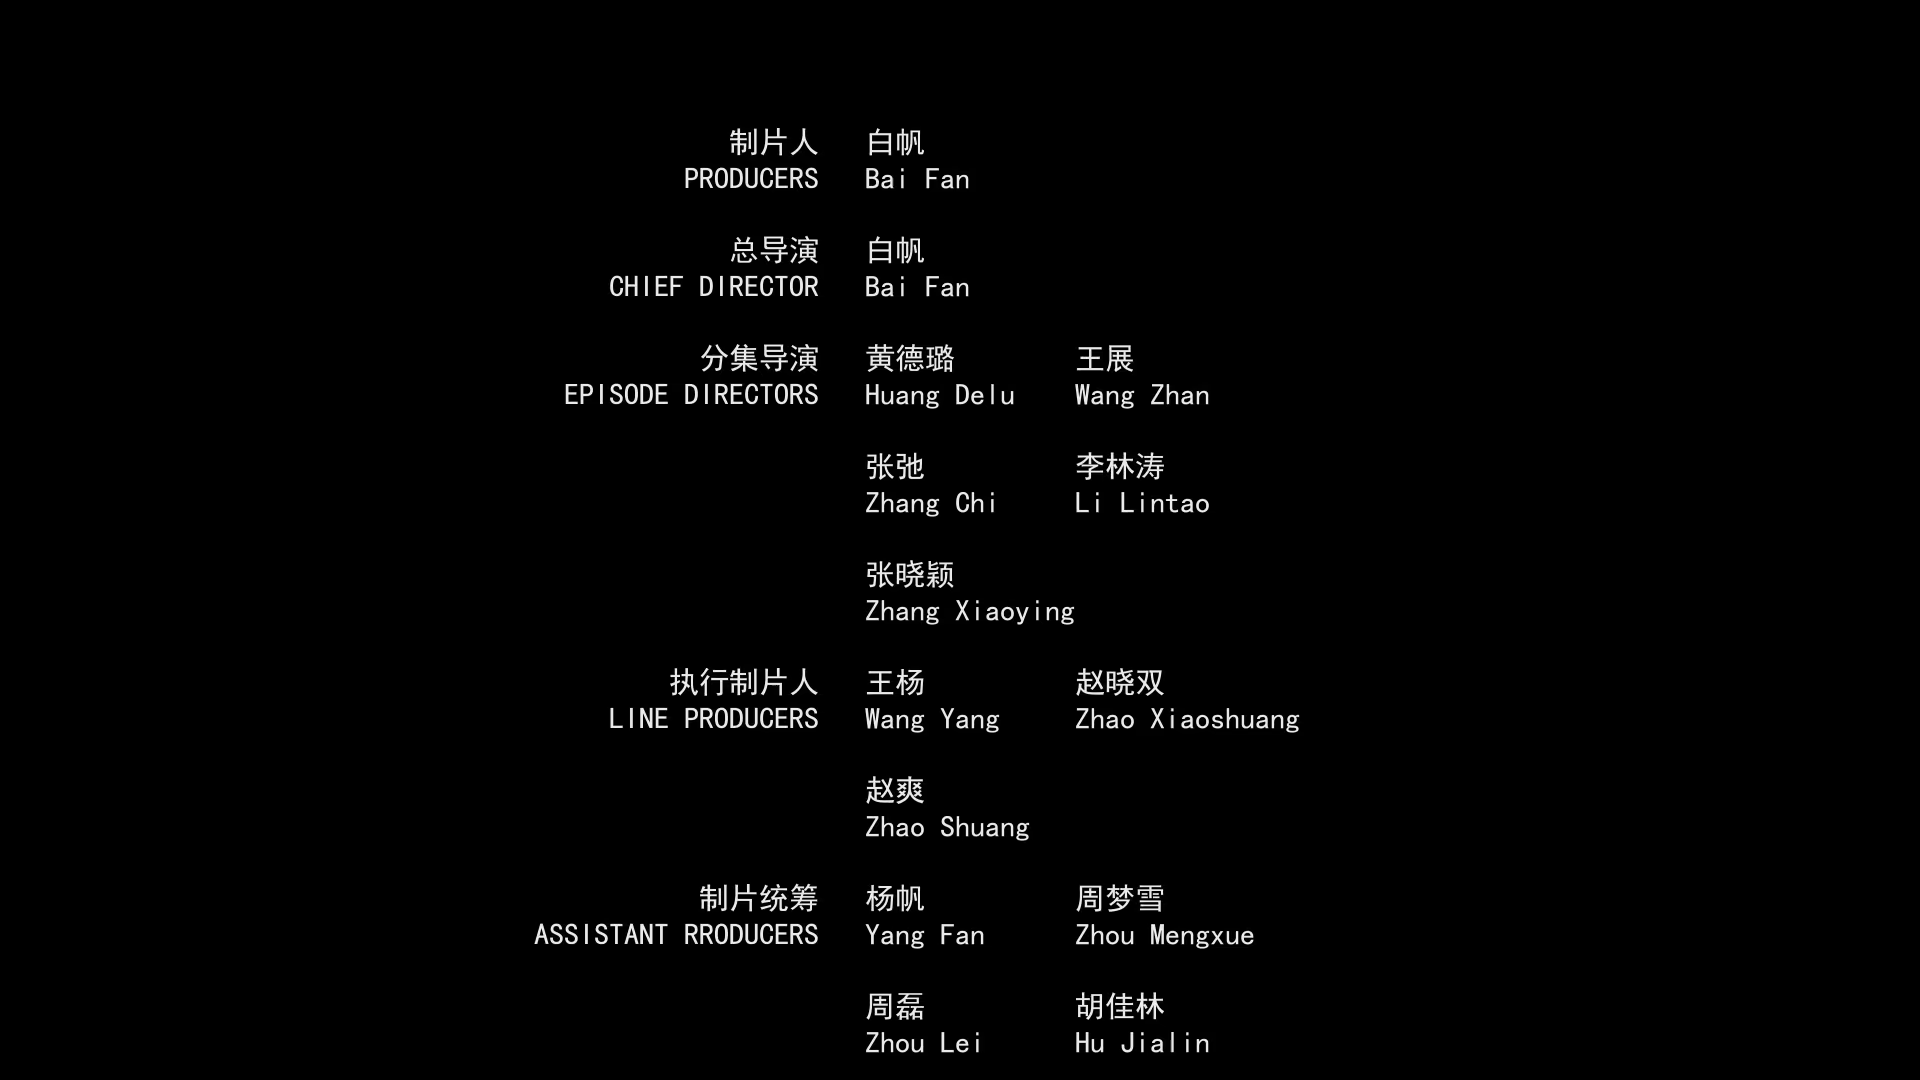 制片人 白帆
PRODUCERS Bai Fan
总导演 白帆
CHIEF DIRECTOR Bai Fan
分集导演 黄德璐 王展
EPISODE DIRECTORS Huang Delu Wang Zhan
张弛 李林涛
Zhang Chi Li Lintao
张晓颖
Zhang Xiaoying
执行制片人 王杨 赵晓双
LINE PRODUCERS Wang Yang Zhao Xiaoshuang
赵爽
Zhao Shuang
制片统筹 杨帆 周梦雪
ASSISTANT RRODUCERS Yang Fan Zhou Mengxue
周磊 胡佳林
Zhou Lei Hu Jialin